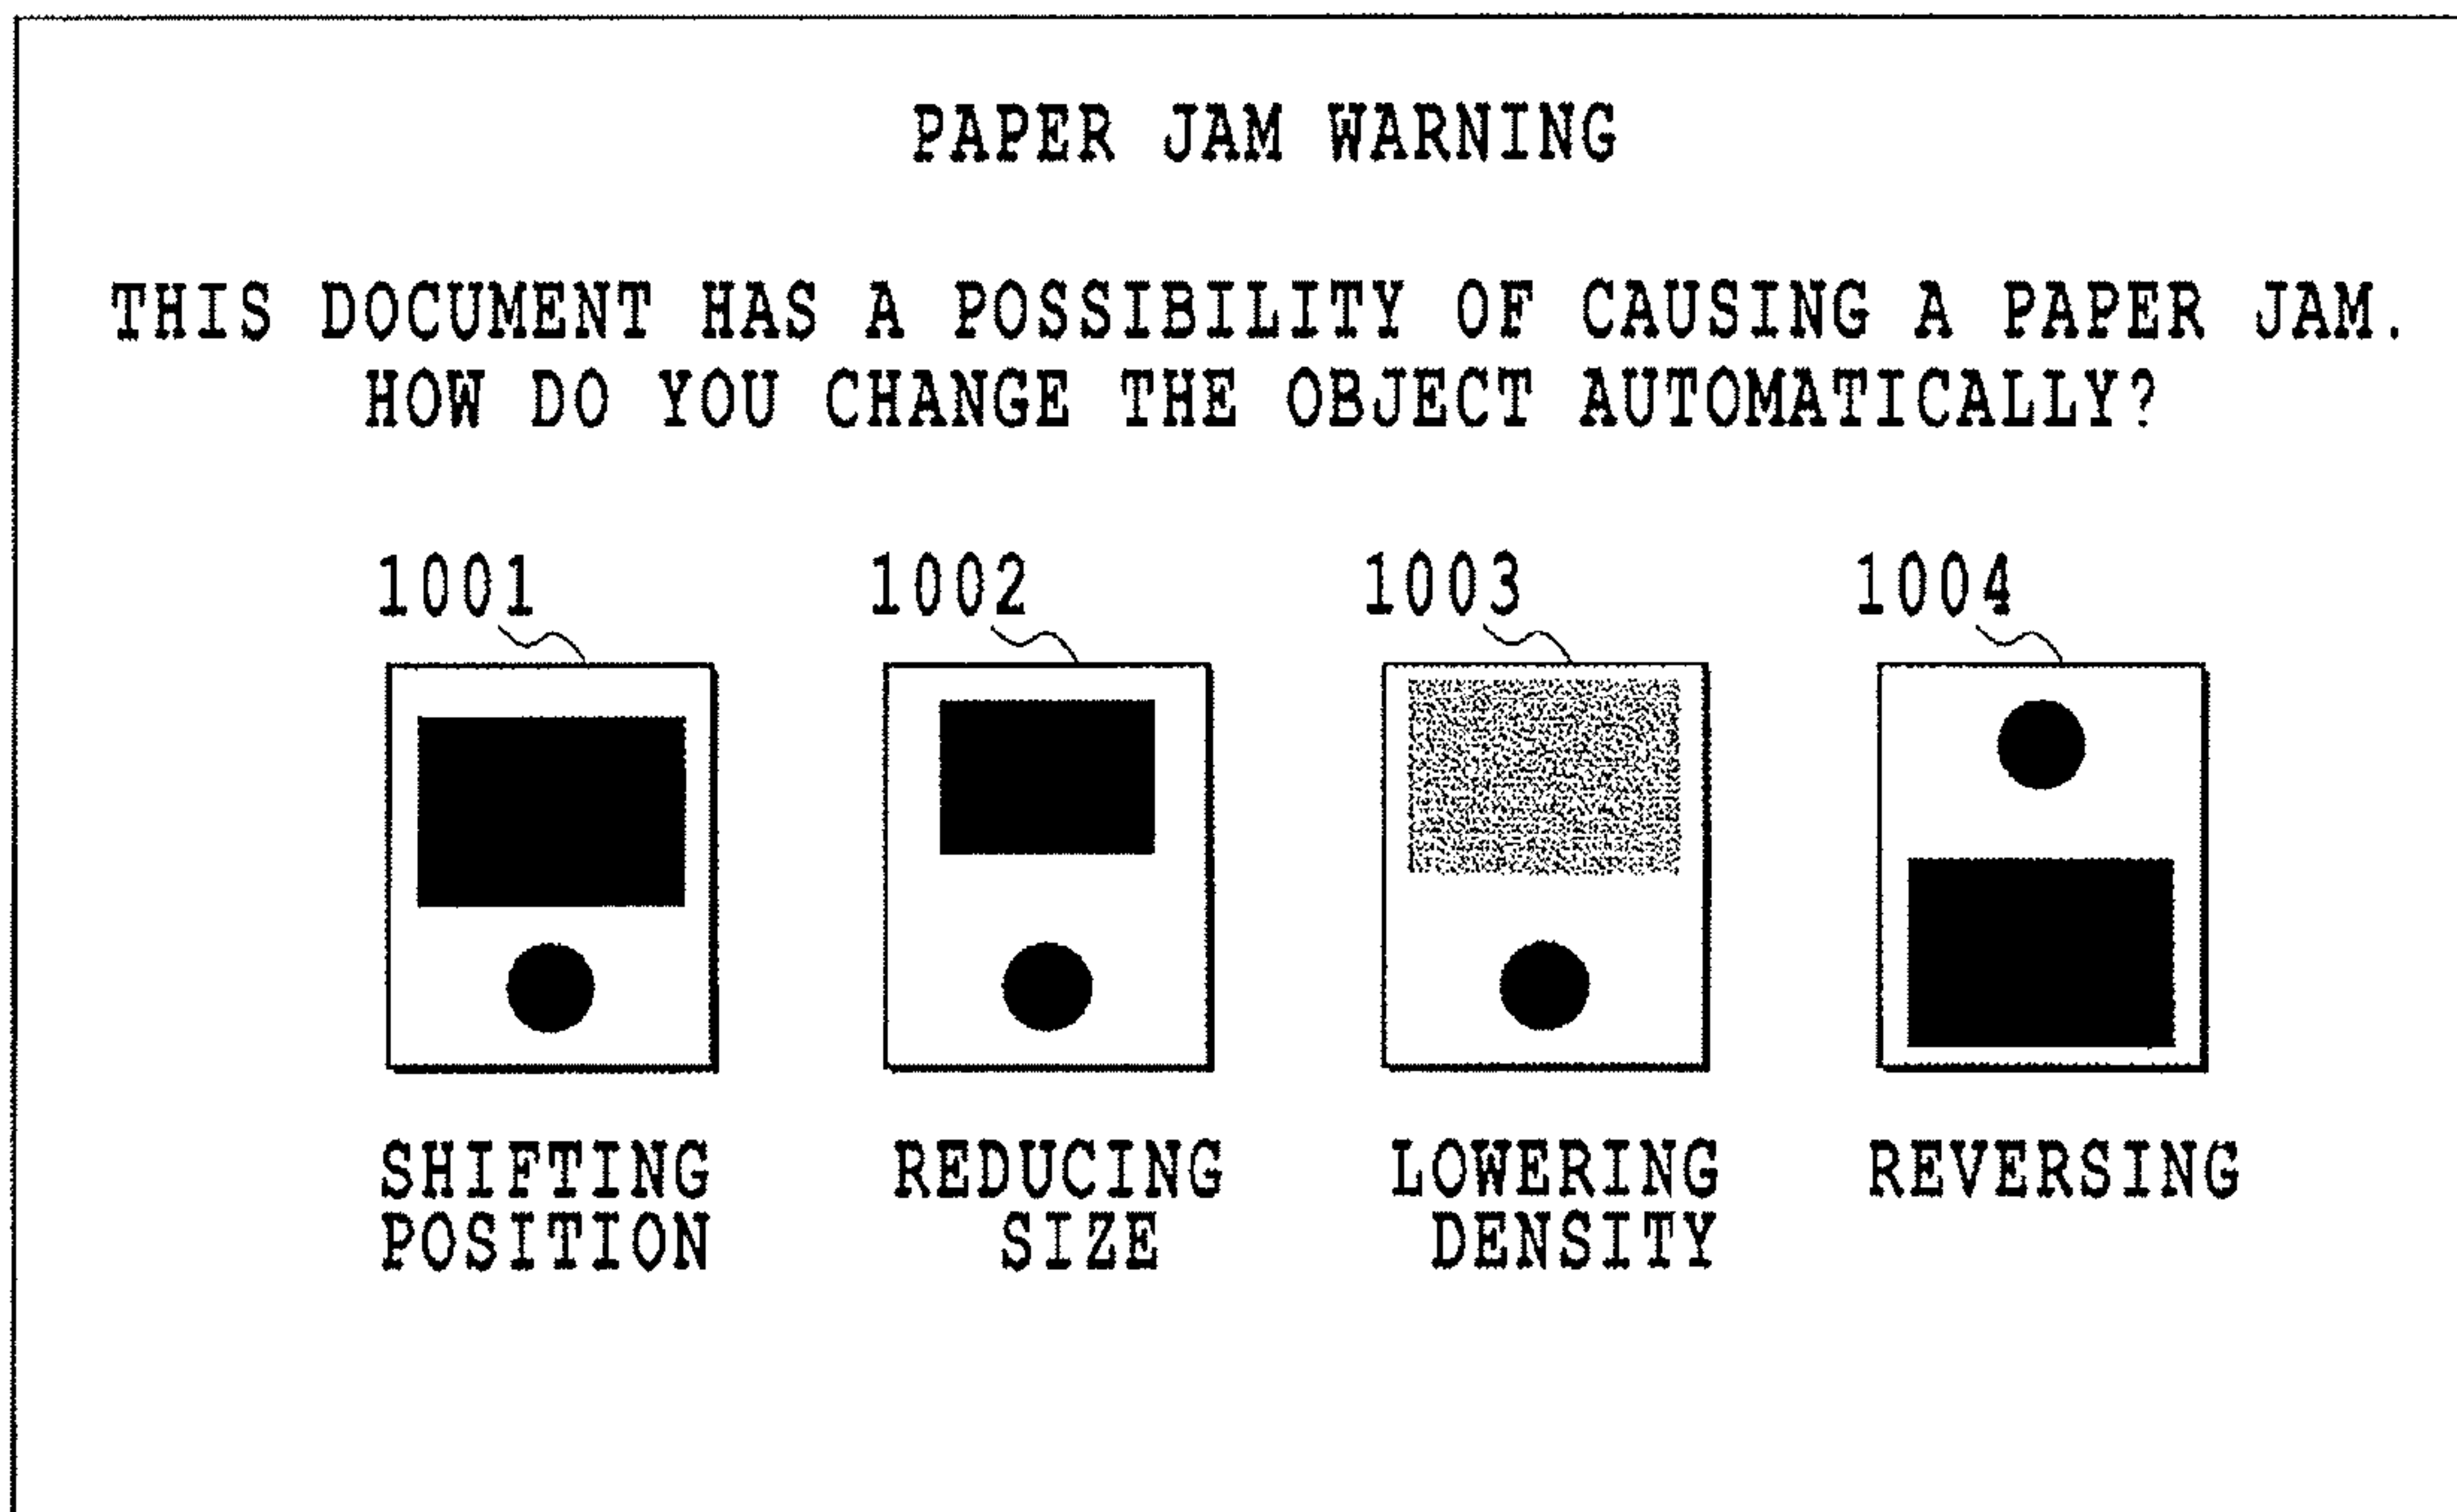 PAPER JAM WARNING
THIS DOCUMENT HAS A POSSIBILITY OF CAUSING A PAPER JAM.
HOW DO YOU CHANGE THE OBJECT AUTOMATICALLY?
1001 1002 1003 1004
SHIFTING REDUCING LOWERING REVERSING
POSITION SIZE DENSITY